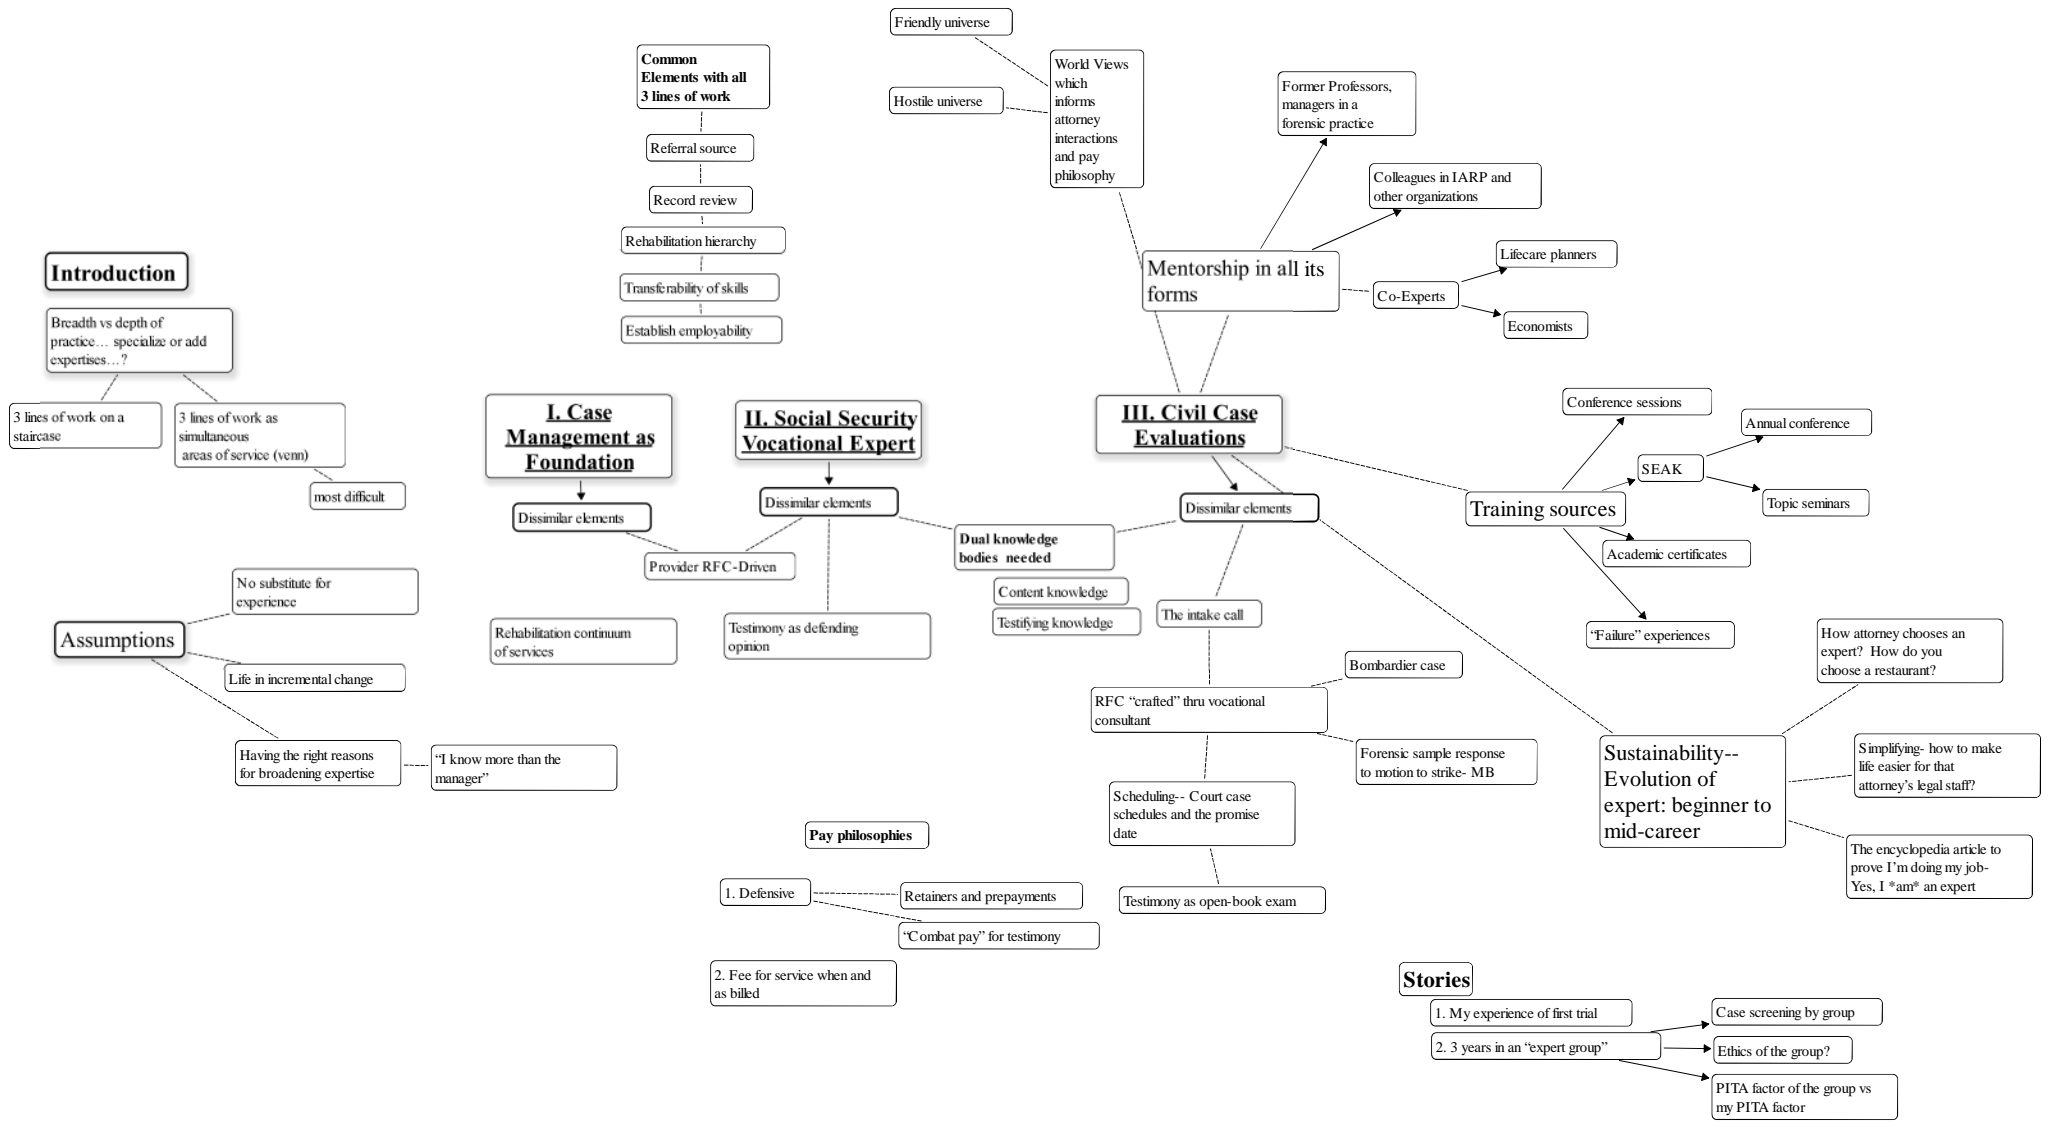 Friendly universe
Hostile universe
World Views
which
informs
attorney
interactions
and pay
philosophy
Common
Elements with all
3 lines of work
Referral source
Record review
Rehabilitation hierarchy
Transferability of skills
Establish employability
Former Professors,
managers in a
forensic practice
Colleagues in IARP and
other organizations
Mentorship in all its
forms
Lifecare planners
Co-Experts
Economists
Introduction
Breadth vs depth of
practice… specialize or add
expertises…?
3 lines of work on a
staircase
3 lines of work as
simultaneous
areas of service (venn)
most difficult
I. Case
Management as
Foundation
Dissimilar elements
II. Social Security
Vocational Expert
Dissimilar elements
III. Civil Case
Evaluations
Dissimilar elements
Provider RFC-Driven
Dual knowledge
bodies needed
Content knowledge
Testifying knowledge
Rehabilitation continuum
of services
Testimony as defending
opinion
The intake call
Conference sessions
Annual conference
SEAK
Topic seminars
Training sources
Academic certificates
“Failure” experiences
Assumptions
No substitute for
experience
Life in incremental change
Having the right reasons
for broadening expertise
“I know more than the
manager”
Bombardier case
RFC “crafted” thru vocational
consultant
Forensic sample response
to motion to strike- MB
Scheduling-- Court case
schedules and the promise
date
Testimony as open-book exam
How attorney chooses an
expert? How do you
choose a restaurant?
Sustainability--
Evolution of
expert: beginner to
mid-career
Simplifying- how to make
life easier for that
attorney’s legal staff?
The encyclopedia article to
prove I’m doing my job-
Yes, I *am* an expert
Pay philosophies
1. Defensive
Retainers and prepayments
“Combat pay” for testimony
2. Fee for service when and
as billed
Stories
1. My experience of first trial
2. 3 years in an “expert group”
Case screening by group
Ethics of the group?
PITA factor of the group vs
my PITA factor